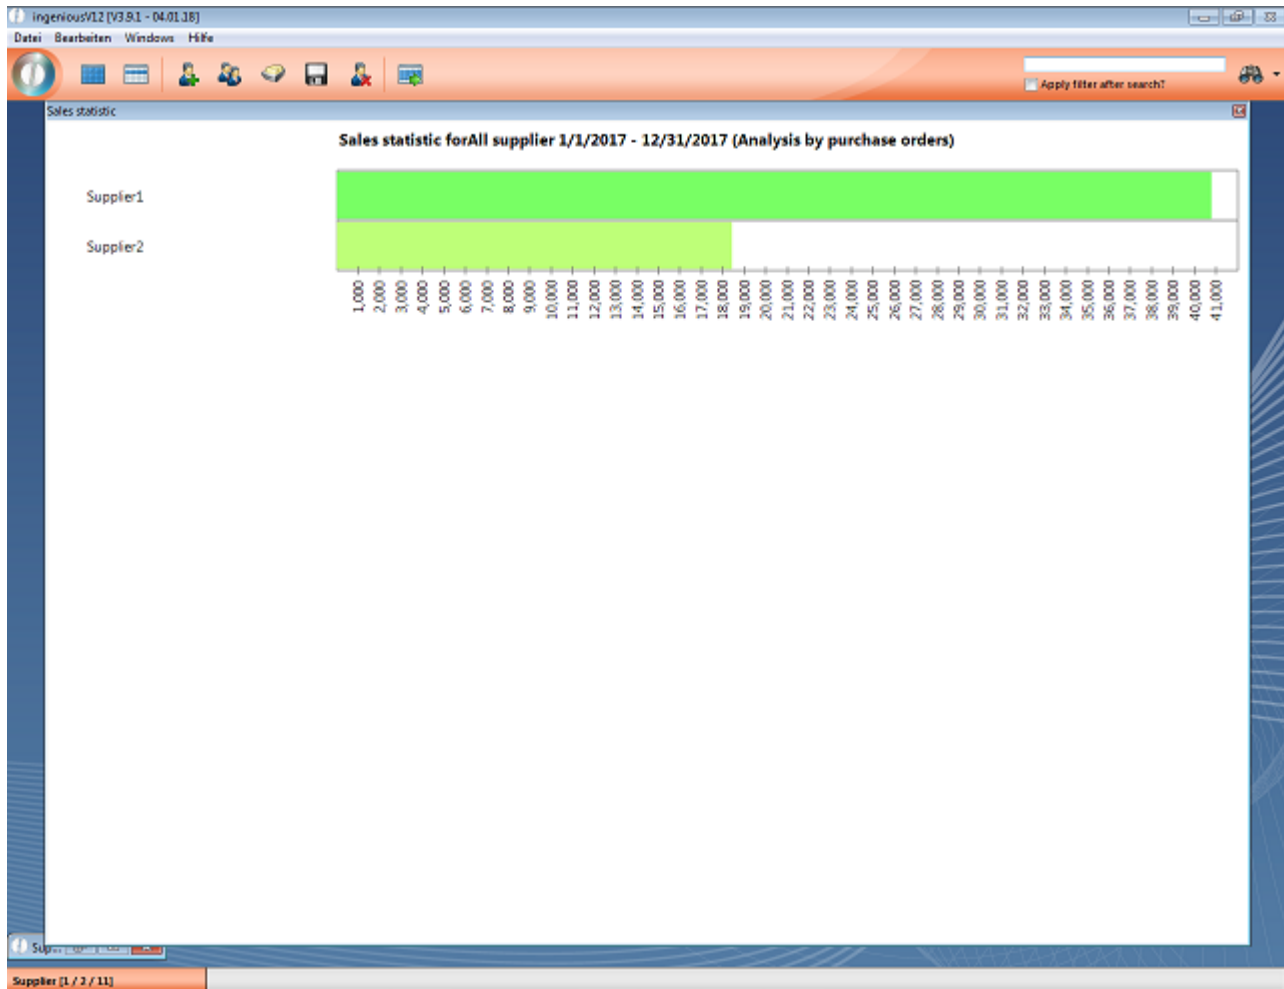 ingeniousV12 [V3.9.1 - 04.01.18]
Datei Bearbeiten Windows Hilfe
Apply filter after search?
Sales statistic
Sales statistic forAll supplier 1/1/2017 - 12/31/2017 (Analysis by purchase orders)
Supplier1
Supplier2
1,000 2,000 3,000 4,000 5,000 6,000 7,000 8,000 9,000 10,000 11,000 12,000 13,000 14,000 15,000 16,000 17,000 18,000 19,000 20,000 21,000 22,000 23,000 24,000 25,000 26,000 27,000 28,000 29,000 30,000 31,000 32,000 33,000 34,000 35,000 36,000 37,000 38,000 39,000 40,000 41,000
Sup...
Supplier [1 / 2 / 11]